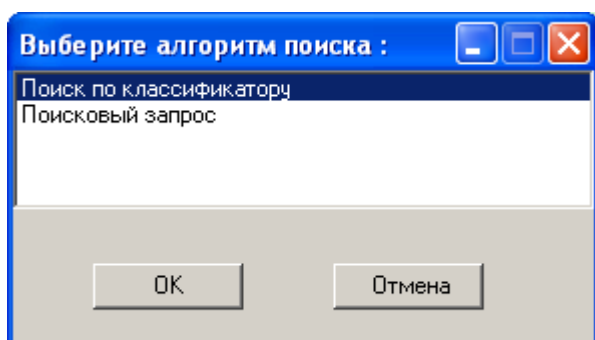 Выберите алгоритм поиска :
Поиск по классификатору
Поисковый запрос
OK
Отмена